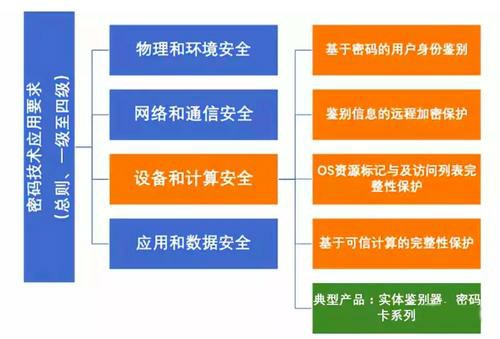 密码技术应用要求
(总则、一级至四级)
物理和环境安全
网络和通信安全
设备和计算安全
应用和数据安全
基于密码的用户身份鉴别
鉴别信息的远程加密保护
OS资源标记与及访问列表完
整性保护
基于可信计算的完整性保护
典型产品：实体鉴别器、密码
卡系列